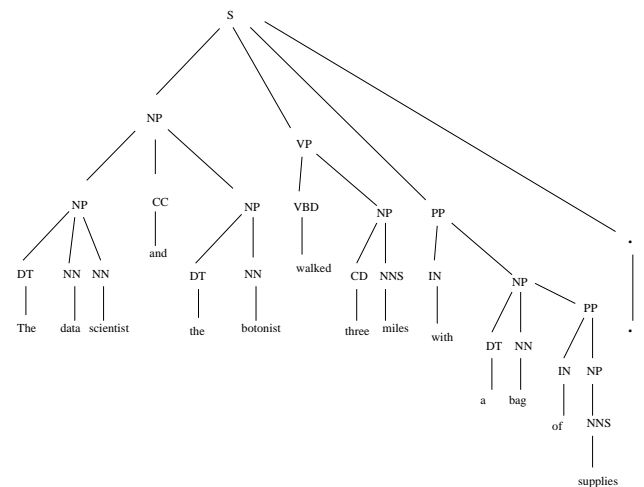 S
NP
VP
NP CC NP VBD NP PP .
and
DT NN NN DT NN walked CD NNS IN NP
The data scientist the botonist three miles with PP .
DT NN
a bag IN NP
of NNS
supplies